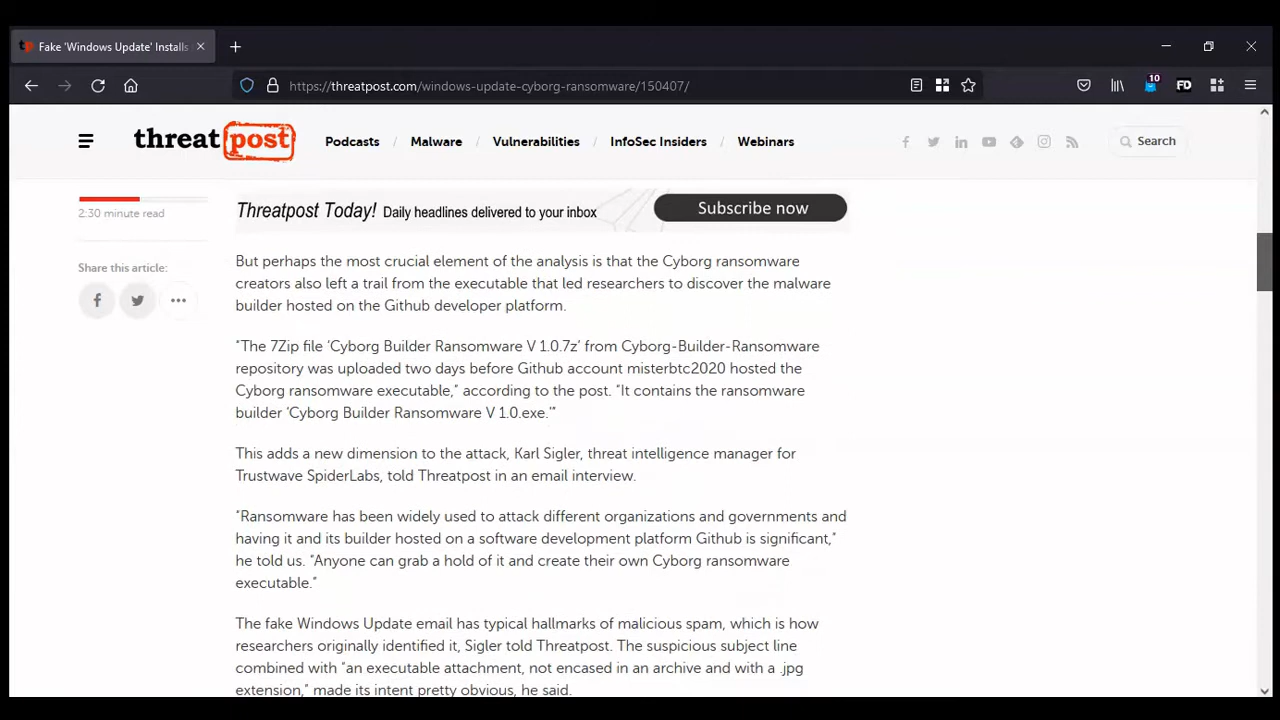 Fake 'Windows Update' Installs
https://threatpost.com/windows-update-cyborg-ransomware/150407/
10
FD
threatpost
Podcasts / Malware / Vulnerabilities / InfoSec Insiders / Webinars
Search
2:30 minute read
Share this article:
Threatpost Today! Daily headlines delivered to your inbox
Subscribe now
But perhaps the most crucial element of the analysis is that the Cyborg ransomware
creators also left a trail from the executable that led researchers to discover the malware
builder hosted on the Github developer platform.
“The 7Zip file ‘Cyborg Builder Ransomware V 1.0.7z’ from Cyborg-Builder-Ransomware
repository was uploaded two days before Github account misterbtc2020 hosted the
Cyborg ransomware executable,” according to the post. “It contains the ransomware
builder ‘Cyborg Builder Ransomware V 1.0.exe.’”
This adds a new dimension to the attack, Karl Sigler, threat intelligence manager for
Trustwave SpiderLabs, told Threatpost in an email interview.
“Ransomware has been widely used to attack different organizations and governments and
having it and its builder hosted on a software development platform Github is significant,”
he told us. “Anyone can grab a hold of it and create their own Cyborg ransomware
executable.”
The fake Windows Update email has typical hallmarks of malicious spam, which is how
researchers originally identified it, Sigler told Threatpost. The suspicious subject line
combined with “an executable attachment, not encased in an archive and with a .jpg
extension,” made its intent pretty obvious, he said.